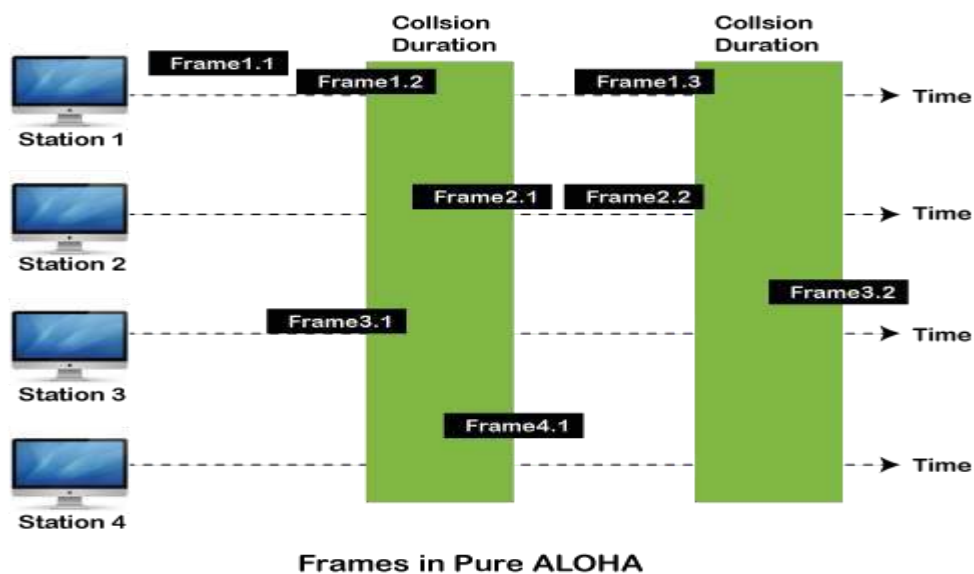 Collsion
Duration
Collsion
Duration
Frame1.1
Frame1.2
Frame1.3
Time
Station 1
Frame2.1
Frame2.2
Time
Station 2
Frame3.2
Frame3.1
Time
Station 3
Frame4.1
Time
Station 4
Frames in Pure ALOHA